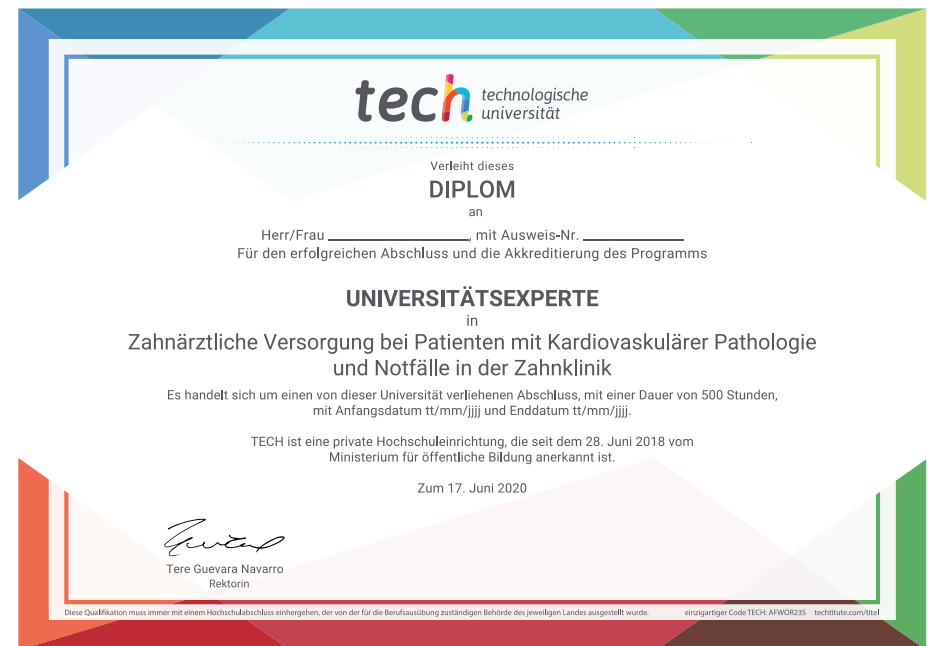 tech technologische
universität
Verleiht dieses
DIPLOM
an
Herr/Frau ____________________, mit Ausweis-Nr. ______________
Für den erfolgreichen Abschluss und die Akkreditierung des Programms
UNIVERSITÄTSEXPERTE
in
Zahnärztliche Versorgung bei Patienten mit Kardiovaskulärer Pathologie
und Notfälle in der Zahnklinik
Es handelt sich um einen von dieser Universität verliehenen Abschluss, mit einer Dauer von 500 Stunden,
mit Anfangsdatum tt/mm/jjjj und Enddatum tt/mm/jjjj.
TECH ist eine private Hochschuleinrichtung, die seit dem 28. Juni 2018 vom
Ministerium für öffentliche Bildung anerkannt ist.
Zum 17. Juni 2020
Tere Guevara Navarro
Rektorin
Diese Qualifikation muss immer mit einem Hochschulabschluss einhergehen, der von der für die Berufsausübung zuständigen Behörde des jeweiligen Landes ausgestellt wurde. einzigartiger Code TECH: AFWOR23S techtitute.com/titel